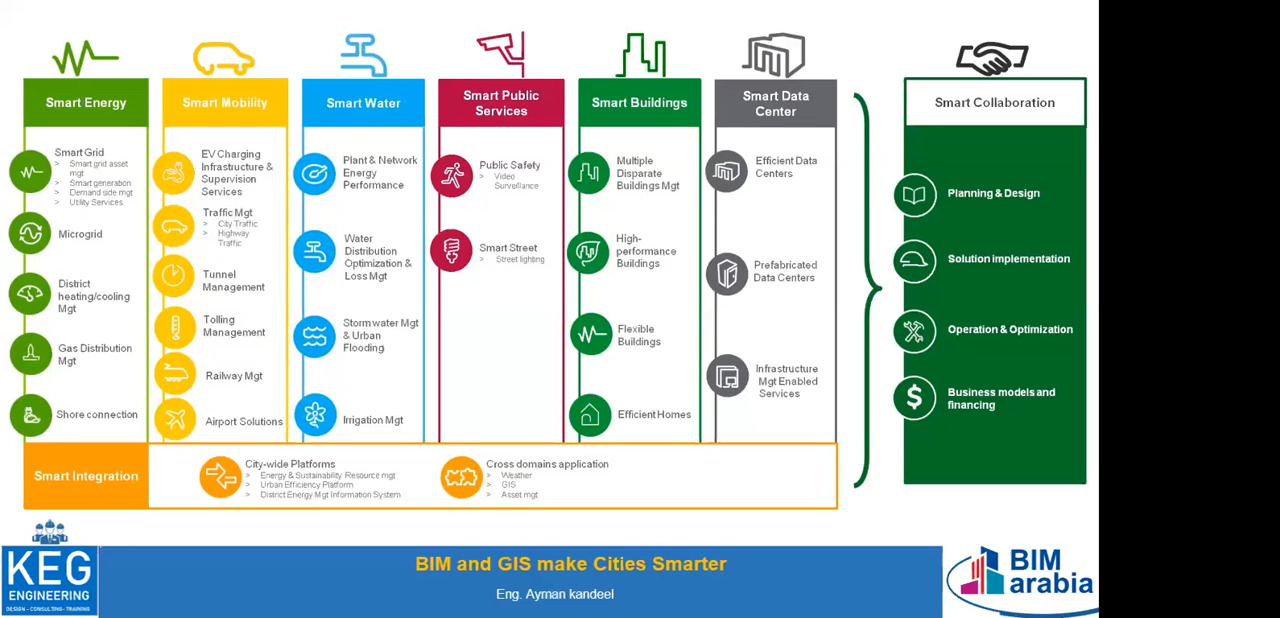 Smart Energy
Smart Grid
> Smart grid asset
mgt
> Smart generation
> Demand side mgt
> Utility Services
Microgrid
District
heating/cooling
Mgt
Gas Distribution
Mgt
Shore connection
Smart Mobility
EV Charging
Infrastructure &
Supervision
Services
Traffic Mgt
> City Traffic
> Highway
Traffic
Tunnel
Management
Tolling
Management
Railway Mgt
Airport Solutions
Smart Water
Plant & Network
Energy
Performance
Water
Distribution
Optimization &
Loss Mgt
Stormwater Mgt
& Urban
Flooding
Irrigation Mgt
Smart Public
Services
Public Safety
> Video
Surveillance
Smart Street
> Street lighting
Smart Buildings
Multiple
Disparate
Buildings Mgt
High-
performance
Buildings
Flexible
Buildings
Efficient Homes
Smart Data
Center
Efficient Data
Centers
Prefabricated
Data Centers
Infrastructure
Mgt Enabled
Services
Smart Collaboration
Planning & Design
Solution implementation
Operation & Optimization
$
Business models and
financing
Smart Integration
City-wide Platforms
> Energy & Sustainability Resource mgt
> Urban Efficiency Platform
> District Energy Mgt Information System
Cross domains application
> Weather
> GIS
> Asset mgt
KEG
ENGINEERING
DESIGN - CONSULTING- TRAINING
BIM and GIS make Cities Smarter
Eng. Ayman kandeel
BIM
arabia